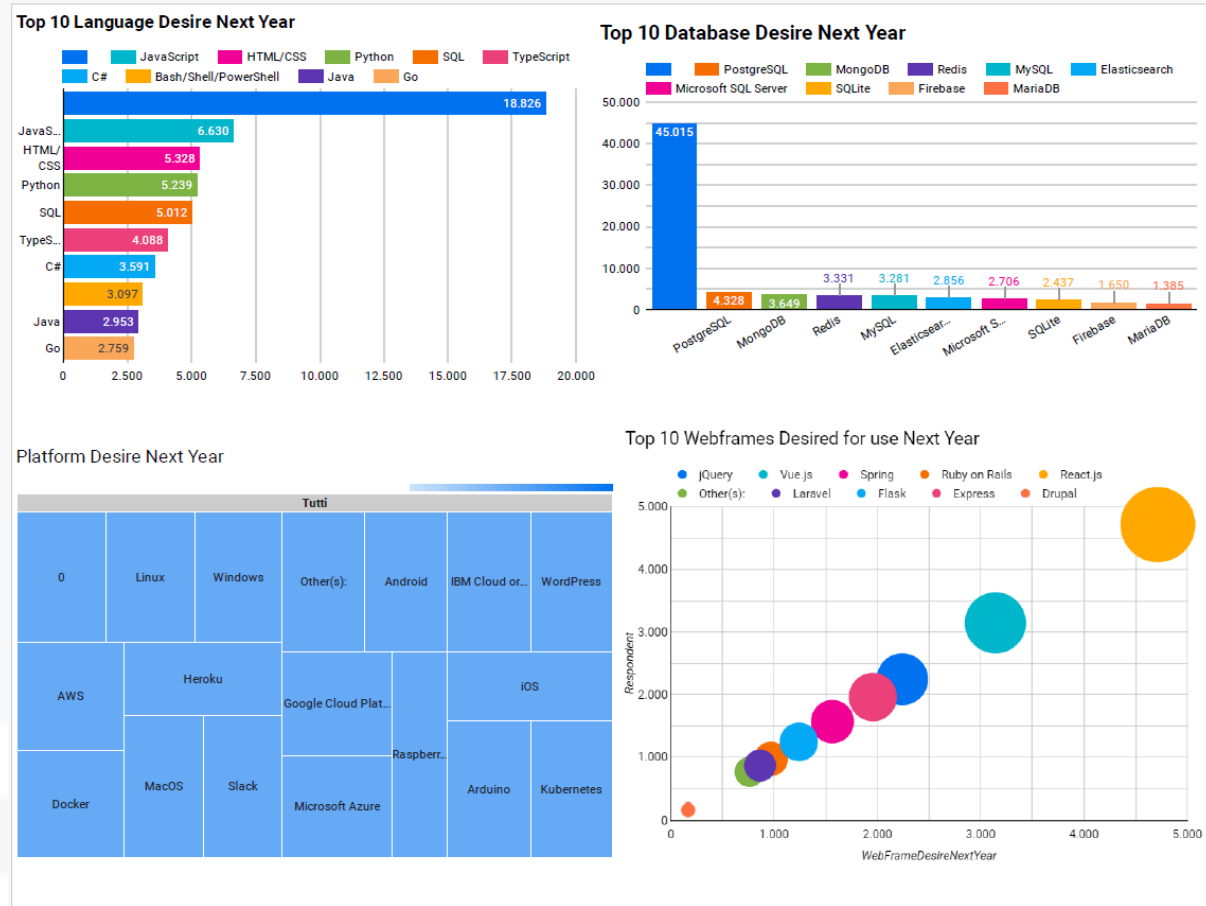 Top 10 Language Desire Next Year
JavaScript HTML/CSS Python SQL TypeScript
C# Bash/Shell/PowerShell Java Go
18.826
JavaS... 6.630
HTML/
CSS 5.328
Python 5.239
SQL 5.012
TypeS... 4.088
C# 3.591
3.097
Java 2.953
Go 2.759
0 2.500 5.000 7.500 10.000 12.500 15.000 17.500 20.000
Top 10 Database Desire Next Year
PostgreSQL MongoDB Redis MySQL Elasticsearch
Microsoft SQL Server SQLite Firebase MariaDB
50.000
40.000
30.000
20.000
10.000
0
45.015 4.328 3.649 3.331 3.281 2.856 2.706 2.437 1.650 1.385
PostgreSQL MongoDB Redis MySQL Elasticsear... Microsoft S... SQLite Firebase MariaDB
Platform Desire Next Year
Tutti
0 Linux Windows Other(s): Android IBM Cloud or... WordPress
AWS Heroku Google Cloud Plat... Raspberr... iOS
Docker MacOS Slack Microsoft Azure Arduino Kubernetes
Top 10 Webframes Desired for use Next Year
jQuery Vue.js Spring Ruby on Rails React.js
Other(s): Laravel Flask Express Drupal
5.000
4.000
3.000
2.000
1.000
0
Respondent
0 1.000 2.000 3.000 4.000 5.000
WebFrameDesireNextYear